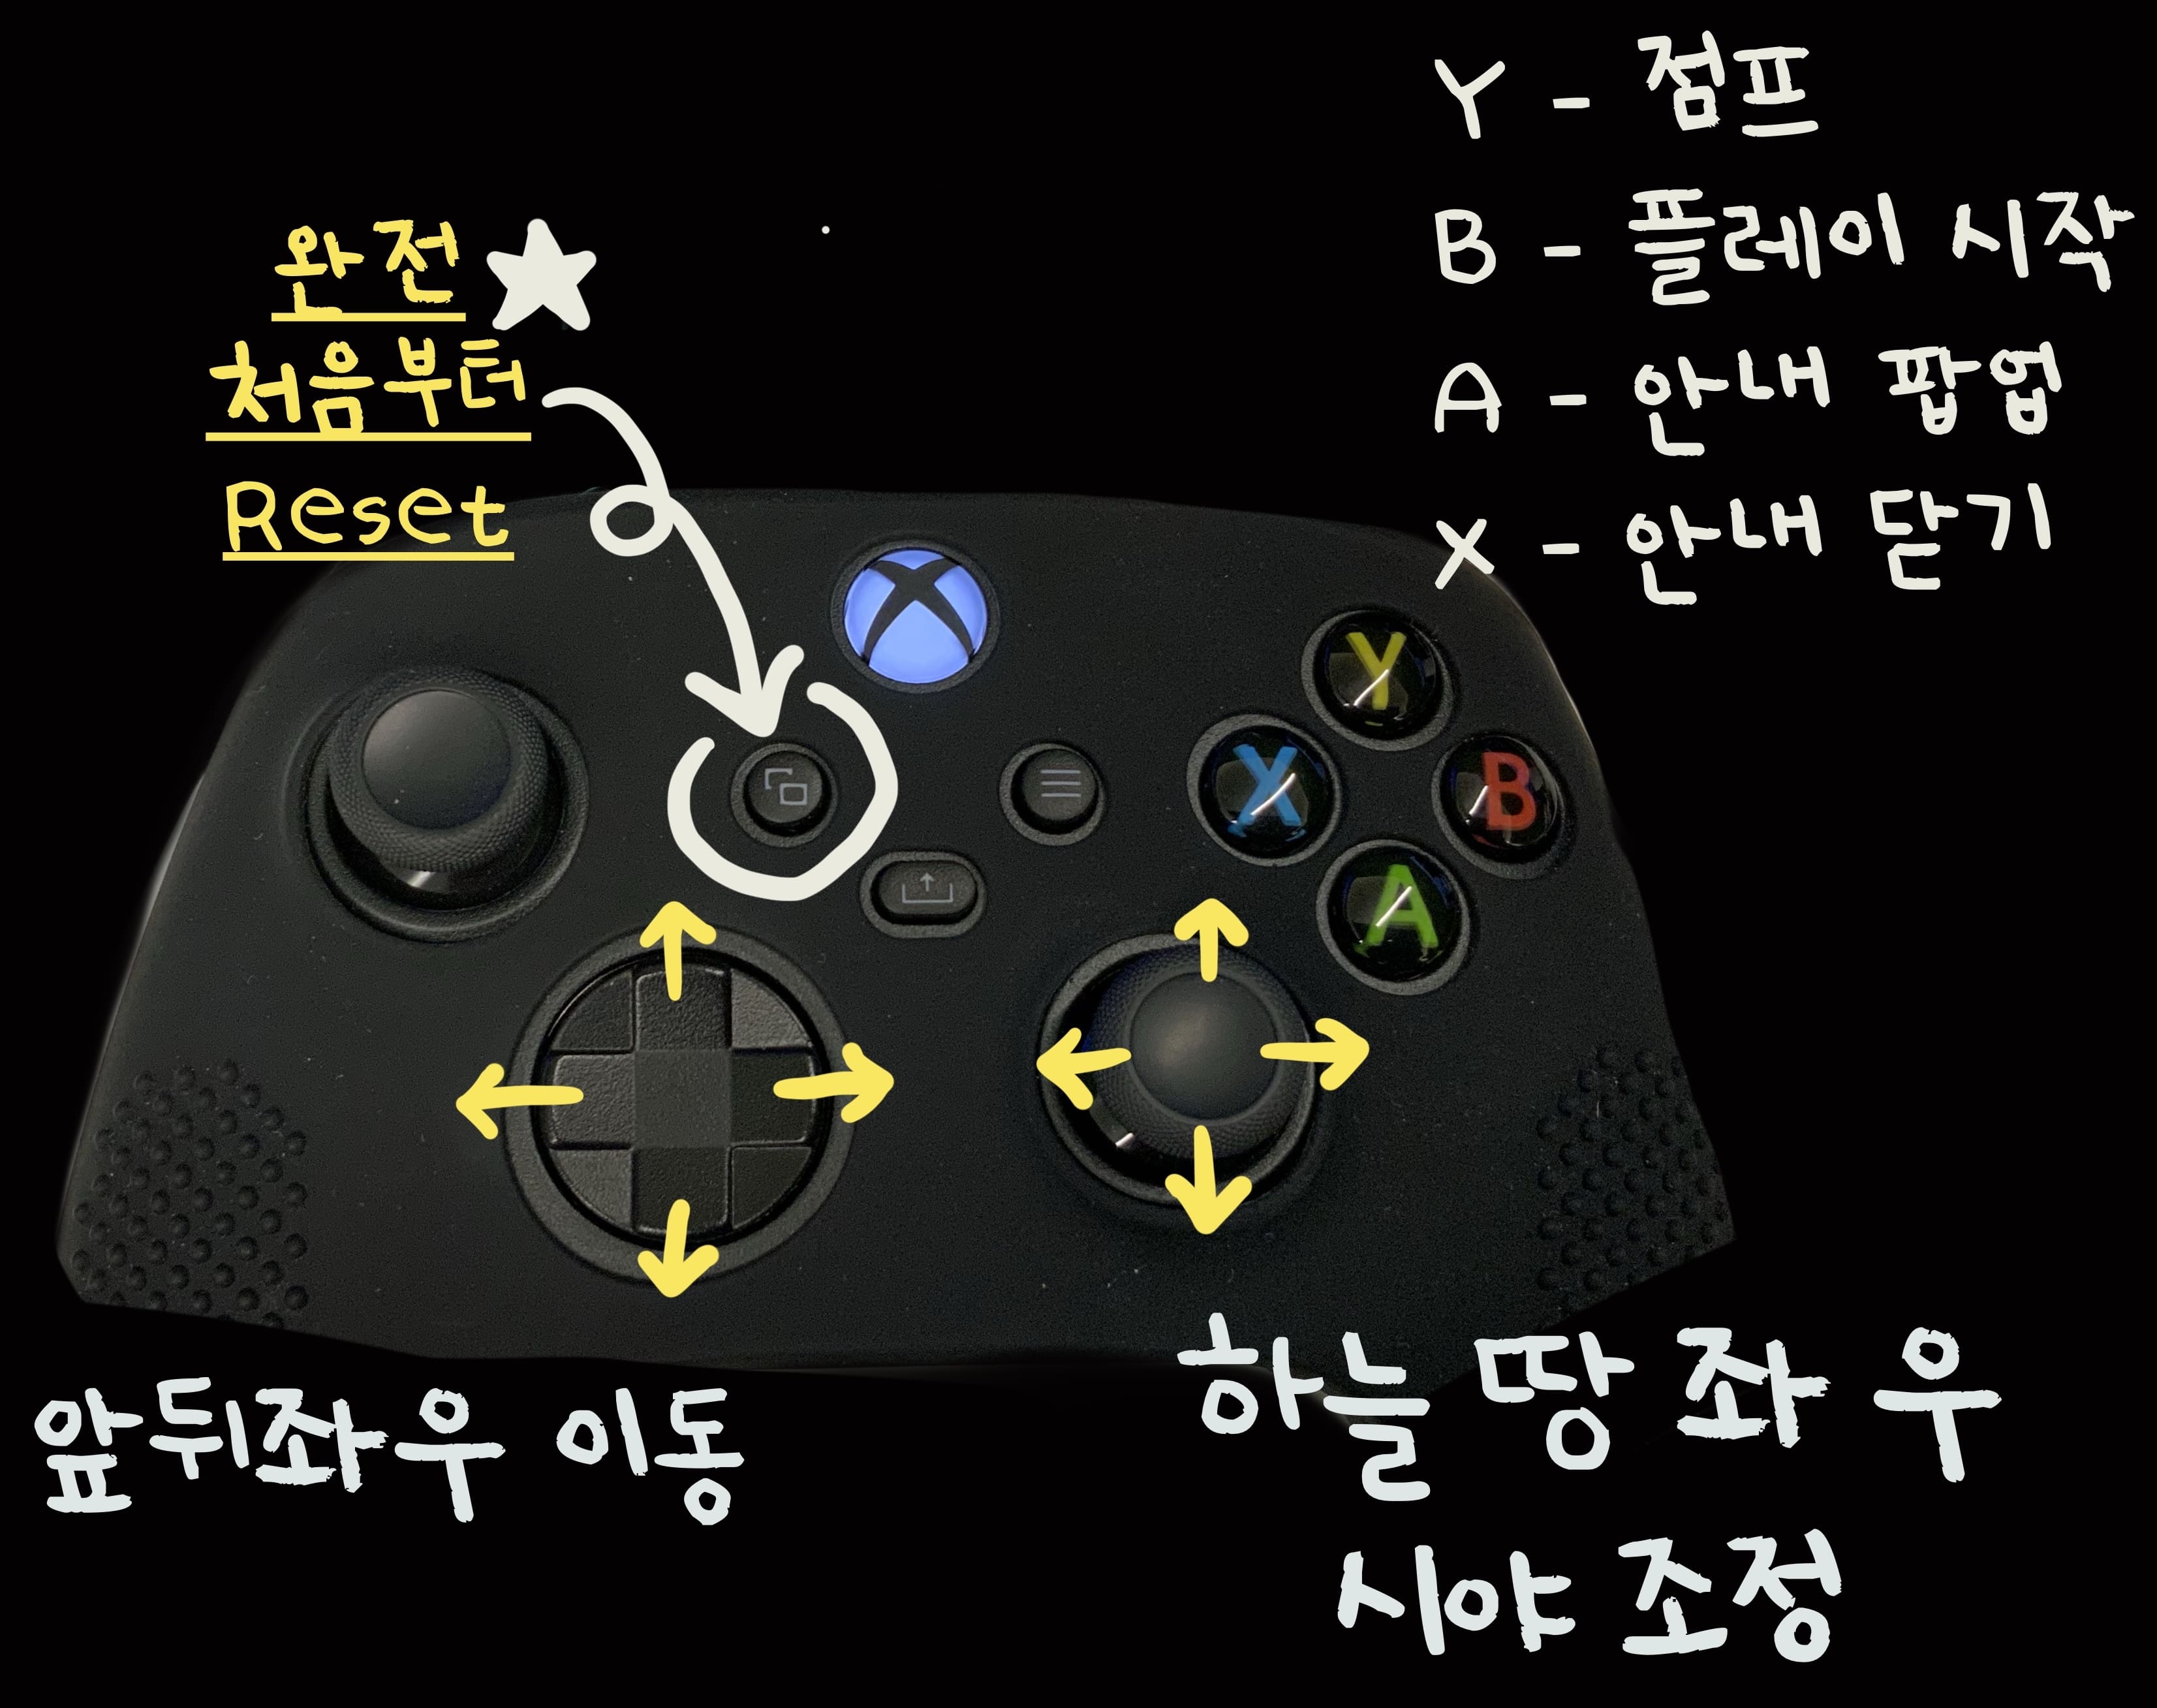 Y - 점프
B - 플레이 시작
A - 안내 팝업
X - 안내 닫기
완전
처음부터
Reset
Y
X
B
A
앞뒤좌우 이동
하늘 땅 좌 우
시야 조정